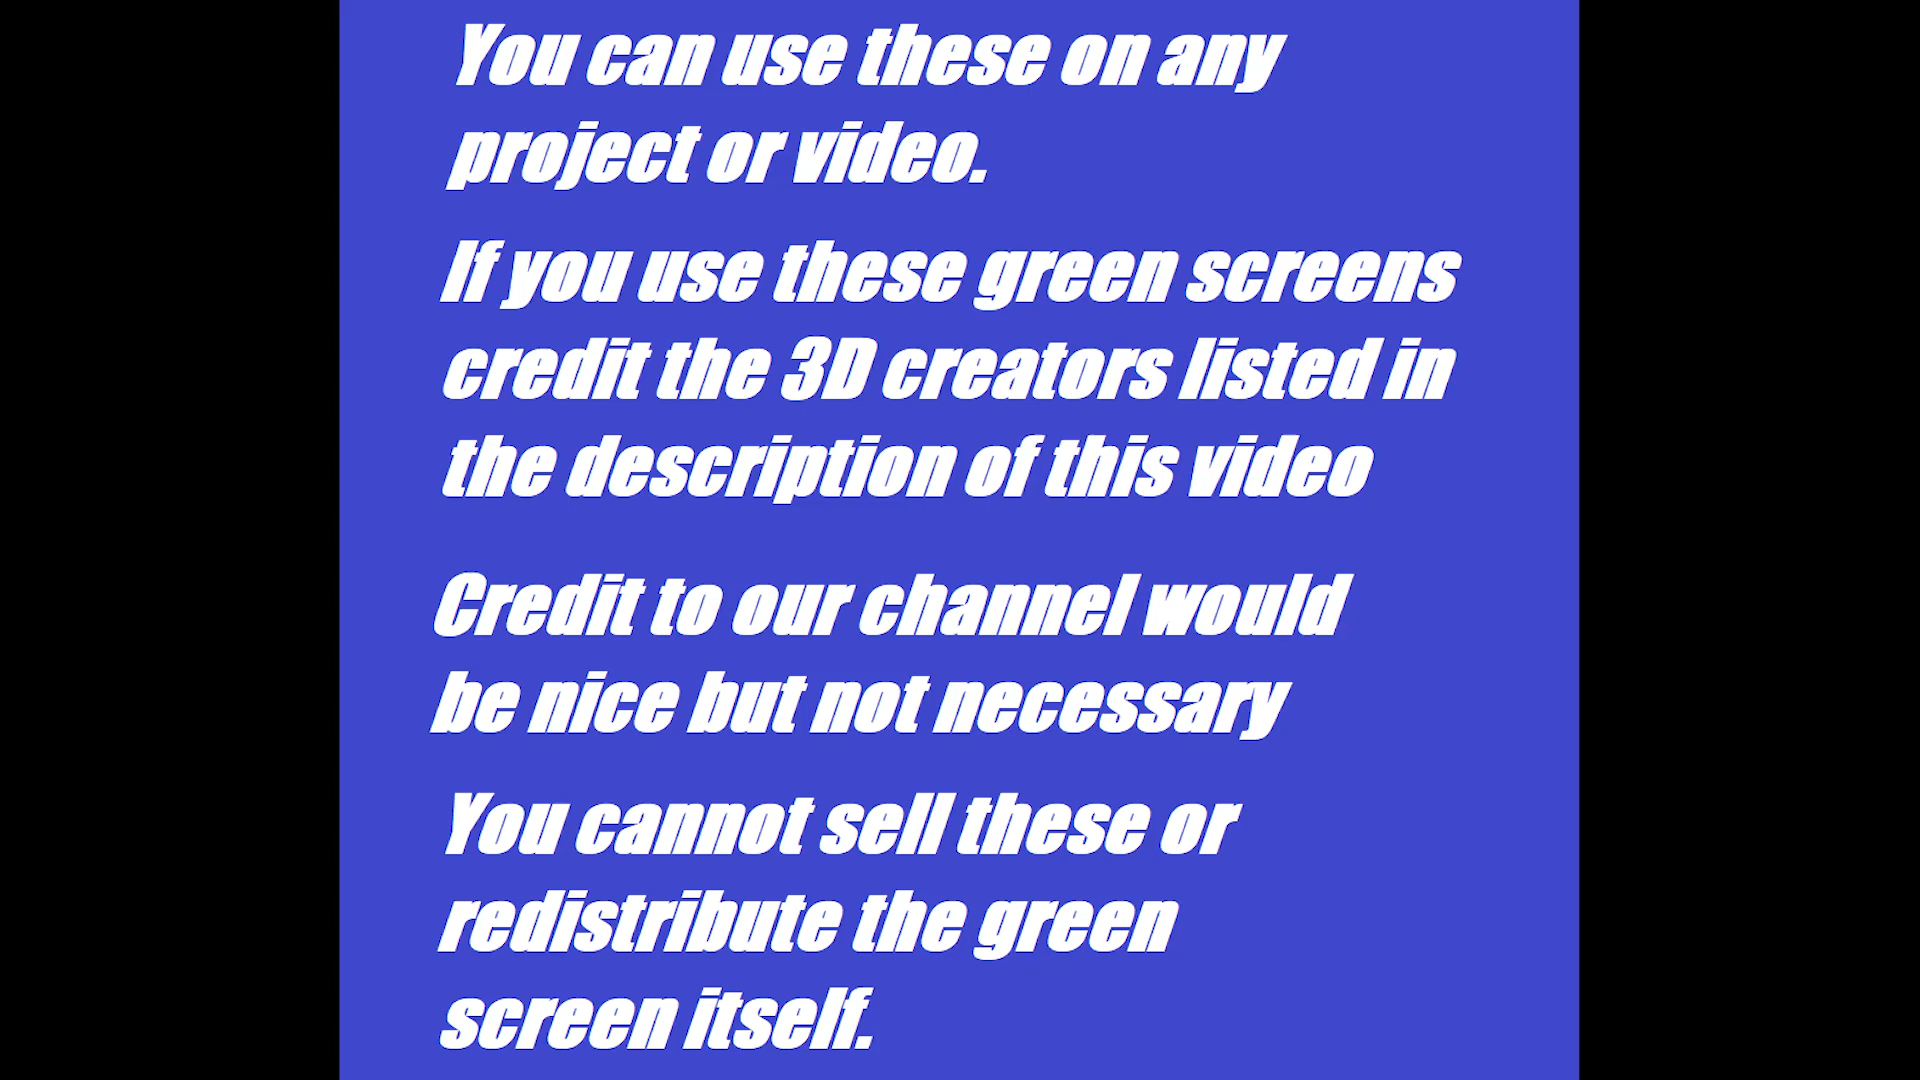 You can use these on any
project or video.
If you use these green screens
credit the 3D creators listed in
the description of this video
Credit to our channel would
be nice but not necessary
You cannot sell these or
redistribute the green
screen itself.